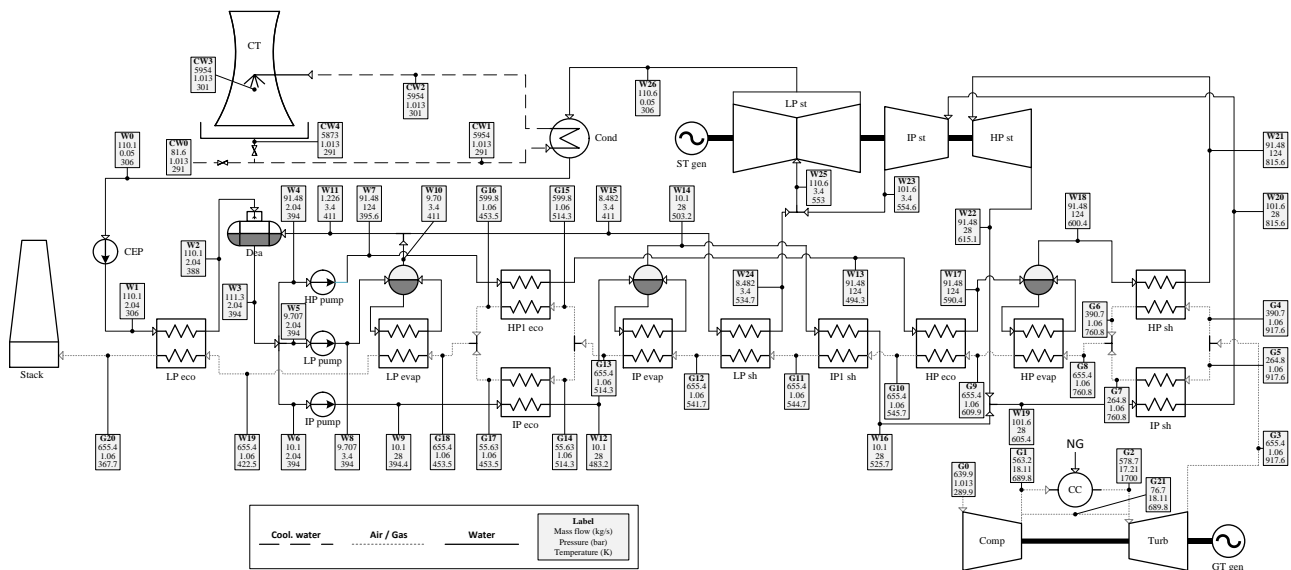 CT
CW3
5954
1.013
301
CW2
5954
1.013
301
W26
110.6
0.05
306
LP st
IP st
HP st
ST gen
Cond
W0
110.1
0.05
306
CW0
81.6
1.013
291
CW4
5873
1.013
291
CW1
5954
1.013
291
W25
110.6
3.4
553
W23
101.6
3.4
554.6
W21
91.48
124
815.6
W4
91.48
2.04
394
W11
1.226
3.4
411
W7
91.48
124
395.6
W10
9.70
3.4
411
G16
599.8
1.06
453.5
G15
599.8
1.06
514.3
W15
8.482
3.4
411
W14
10.1
28
503.2
W22
91.48
28
615.1
W18
91.48
124
600.4
W20
101.6
28
815.6
CEP
Dea
W2
110.1
2.04
388
W3
111.3
2.04
394
HP pump
W1
110.1
2.04
306
W5
9.707
2.04
394
LP pump
HP1 eco
W24
8.482
3.4
534.7
W13
91.48
124
494.3
W17
91.48
124
590.4
G6
390.7
1.06
760.8
HP sh
G4
390.7
1.06
917.6
Stack
LP eco
LP evap
IP evap
LP sh
IP1 sh
HP eco
HP evap
G5
264.8
1.06
917.6
G13
655.4
1.06
514.3
G12
655.4
1.06
541.7
G11
655.4
1.06
544.7
G10
655.4
1.06
545.7
G9
655.4
1.06
609.9
G8
655.4
1.06
760.8
G7
264.8
1.06
760.8
IP pump
IP eco
IP sh
G20
655.4
1.06
367.7
W19
655.4
1.06
422.5
W6
10.1
2.04
394
W8
9.707
3.4
394
W9
10.1
28
394.4
G18
655.4
1.06
453.5
G17
55.63
1.06
453.5
G14
55.63
1.06
514.3
W12
10.1
28
483.2
W16
10.1
28
525.7
W19
101.6
28
605.4
G3
655.4
1.06
917.6
G0
639.9
1.013
289.9
G1
563.2
18.11
689.8
NG
CC
G2
578.7
17.21
1700
G21
76.7
18.11
689.8
Comp
Turb
GT gen
Cool. water
Air / Gas
Water
Label
Mass flow (kg/s)
Pressure (bar)
Temperature (K)